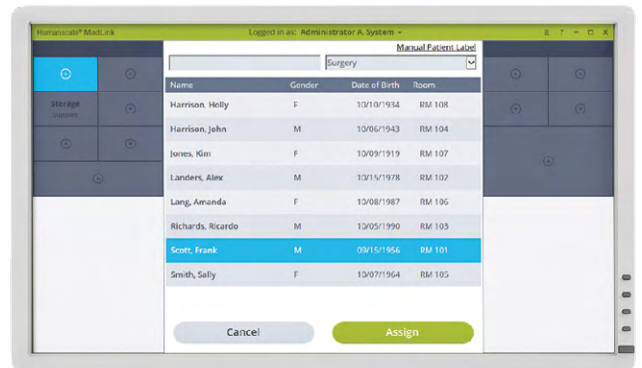 Humanscale® MedLink Logged in as: Administrator A. System ? – □ X
Manual Patient Label
Surgery
Name Gender Date of Birth Room
Harrison, Helly F 10/10/1934 RM 108
Harrison, John M 10/06/1943 RM 104
Jones, Kim F 10/09/1919 RM 107
Landers, Alex M 10/15/1978 RM 102
Lang, Amanda F 10/08/1987 RM 106
Richards, Ricardo M 10/05/1990 RM 103
Scott, Frank M 09/15/1956 RM 101
Smith, Sally F 10/07/1964 RM 105
Storage
Supplies
Cancel Assign